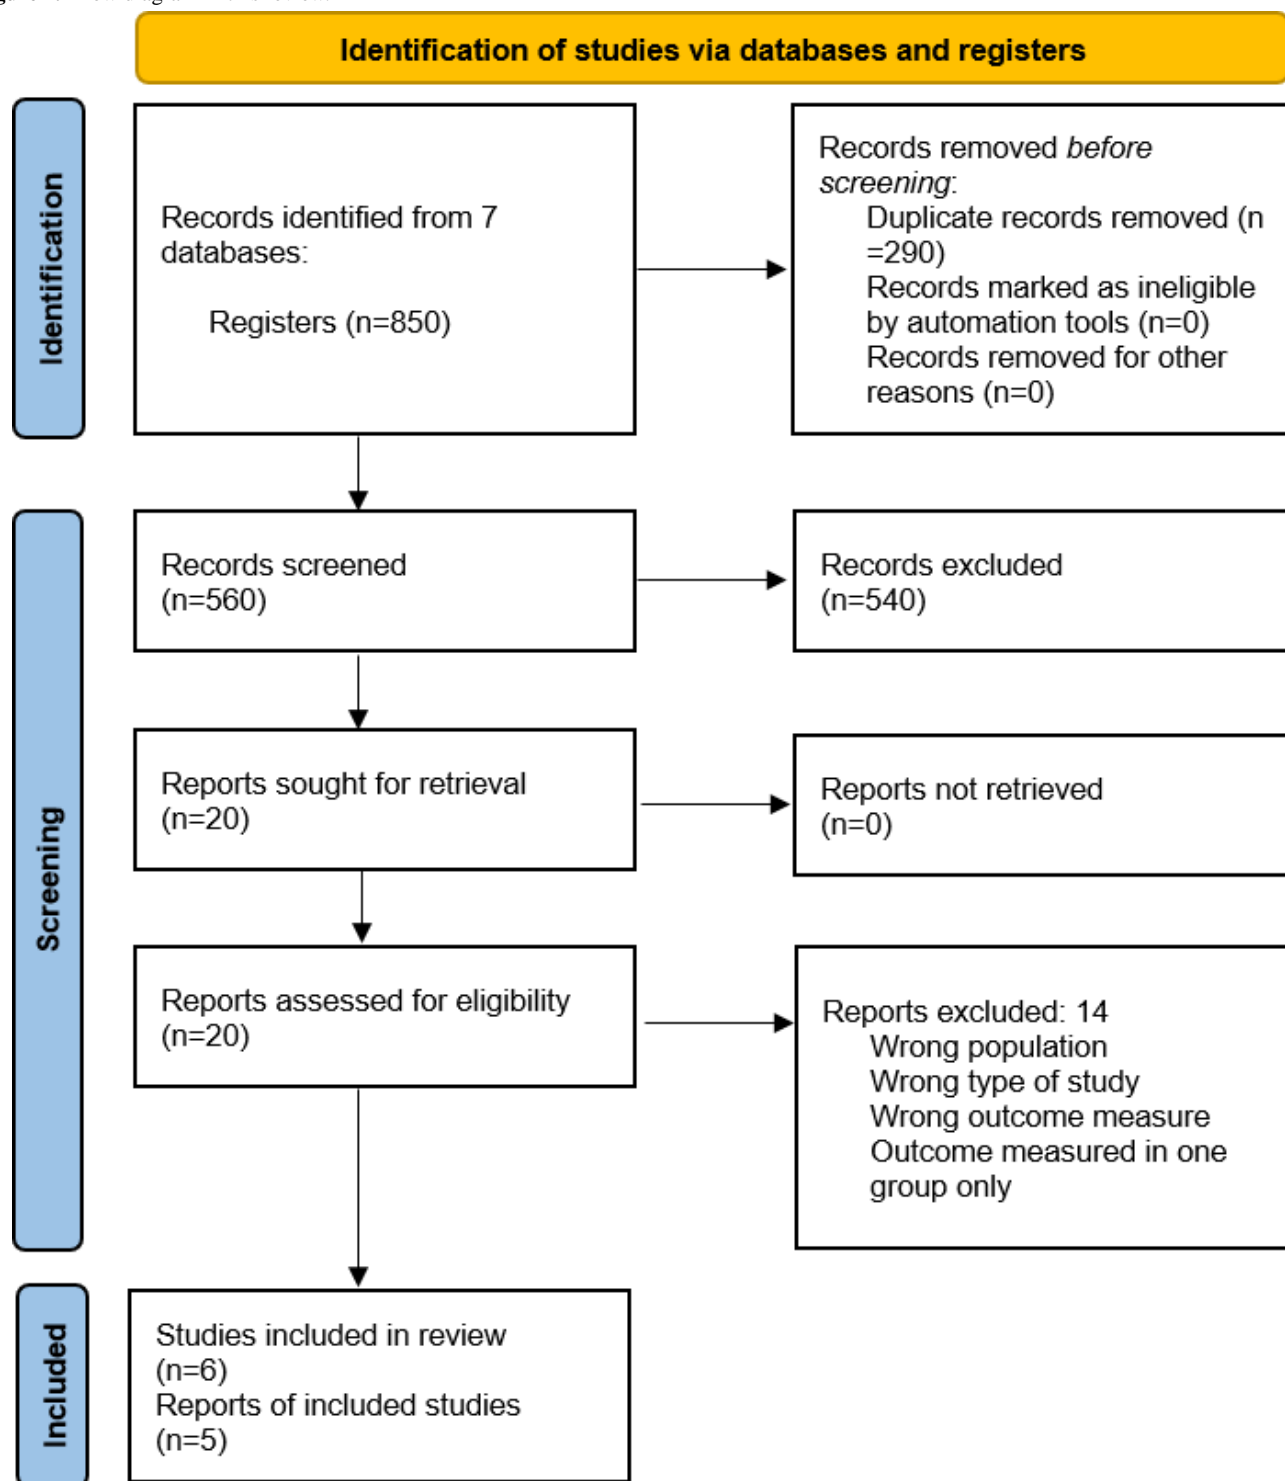 Identification of studies via databases and registers
Identification
Records identified from 7
databases:
Registers (n=850)
Records removed before
screening:
Duplicate records removed (n
=290)
Records marked as ineligible
by automation tools (n=0)
Records removed for other
reasons (n=0)
Screening
Records screened
(n=560)
Records excluded
(n=540)
Reports sought for retrieval
(n=20)
Reports not retrieved
(n=0)
Reports assessed for eligibility
(n=20)
Reports excluded: 14
Wrong population
Wrong type of study
Wrong outcome measure
Outcome measured in one
group only
Included
Studies included in review
(n=6)
Reports of included studies
(n=5)